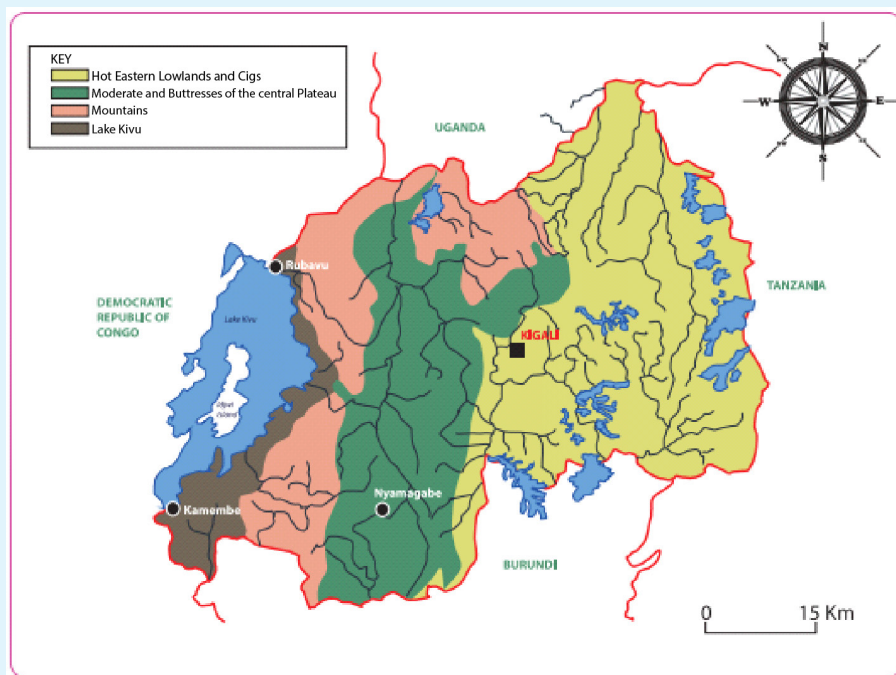 KEY
Hot Eastern Lowlands and Cigs
Moderate and Buttresses of the central Plateau
Mountains
Lake Kivu
N
W
E
S
UGANDA
Rubavu
TANZANIA
DEMOCRATIC
REPUBLIC OF
CONGO
Lake Kivu
KIGALI
Island
Nyamagabe
Kamembe
BURUNDI
0 15 Km